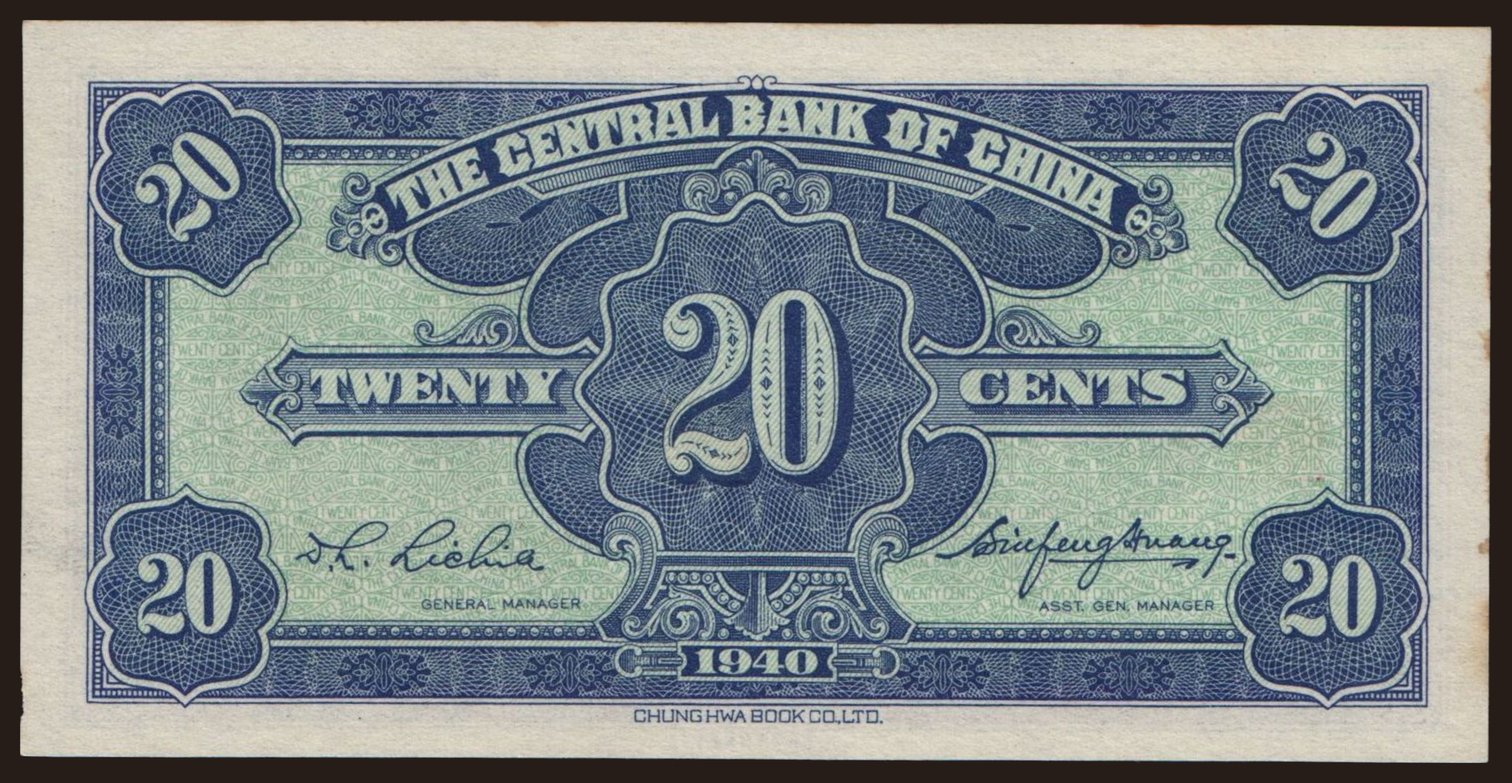 THE CENTRAL BANK OF CHINA
20 20
20
TWENTY CENTS
GENERAL MANAGER ASST. GEN. MANAGER
20 20
1940
CHUNG HWA BOOK CO., LTD.